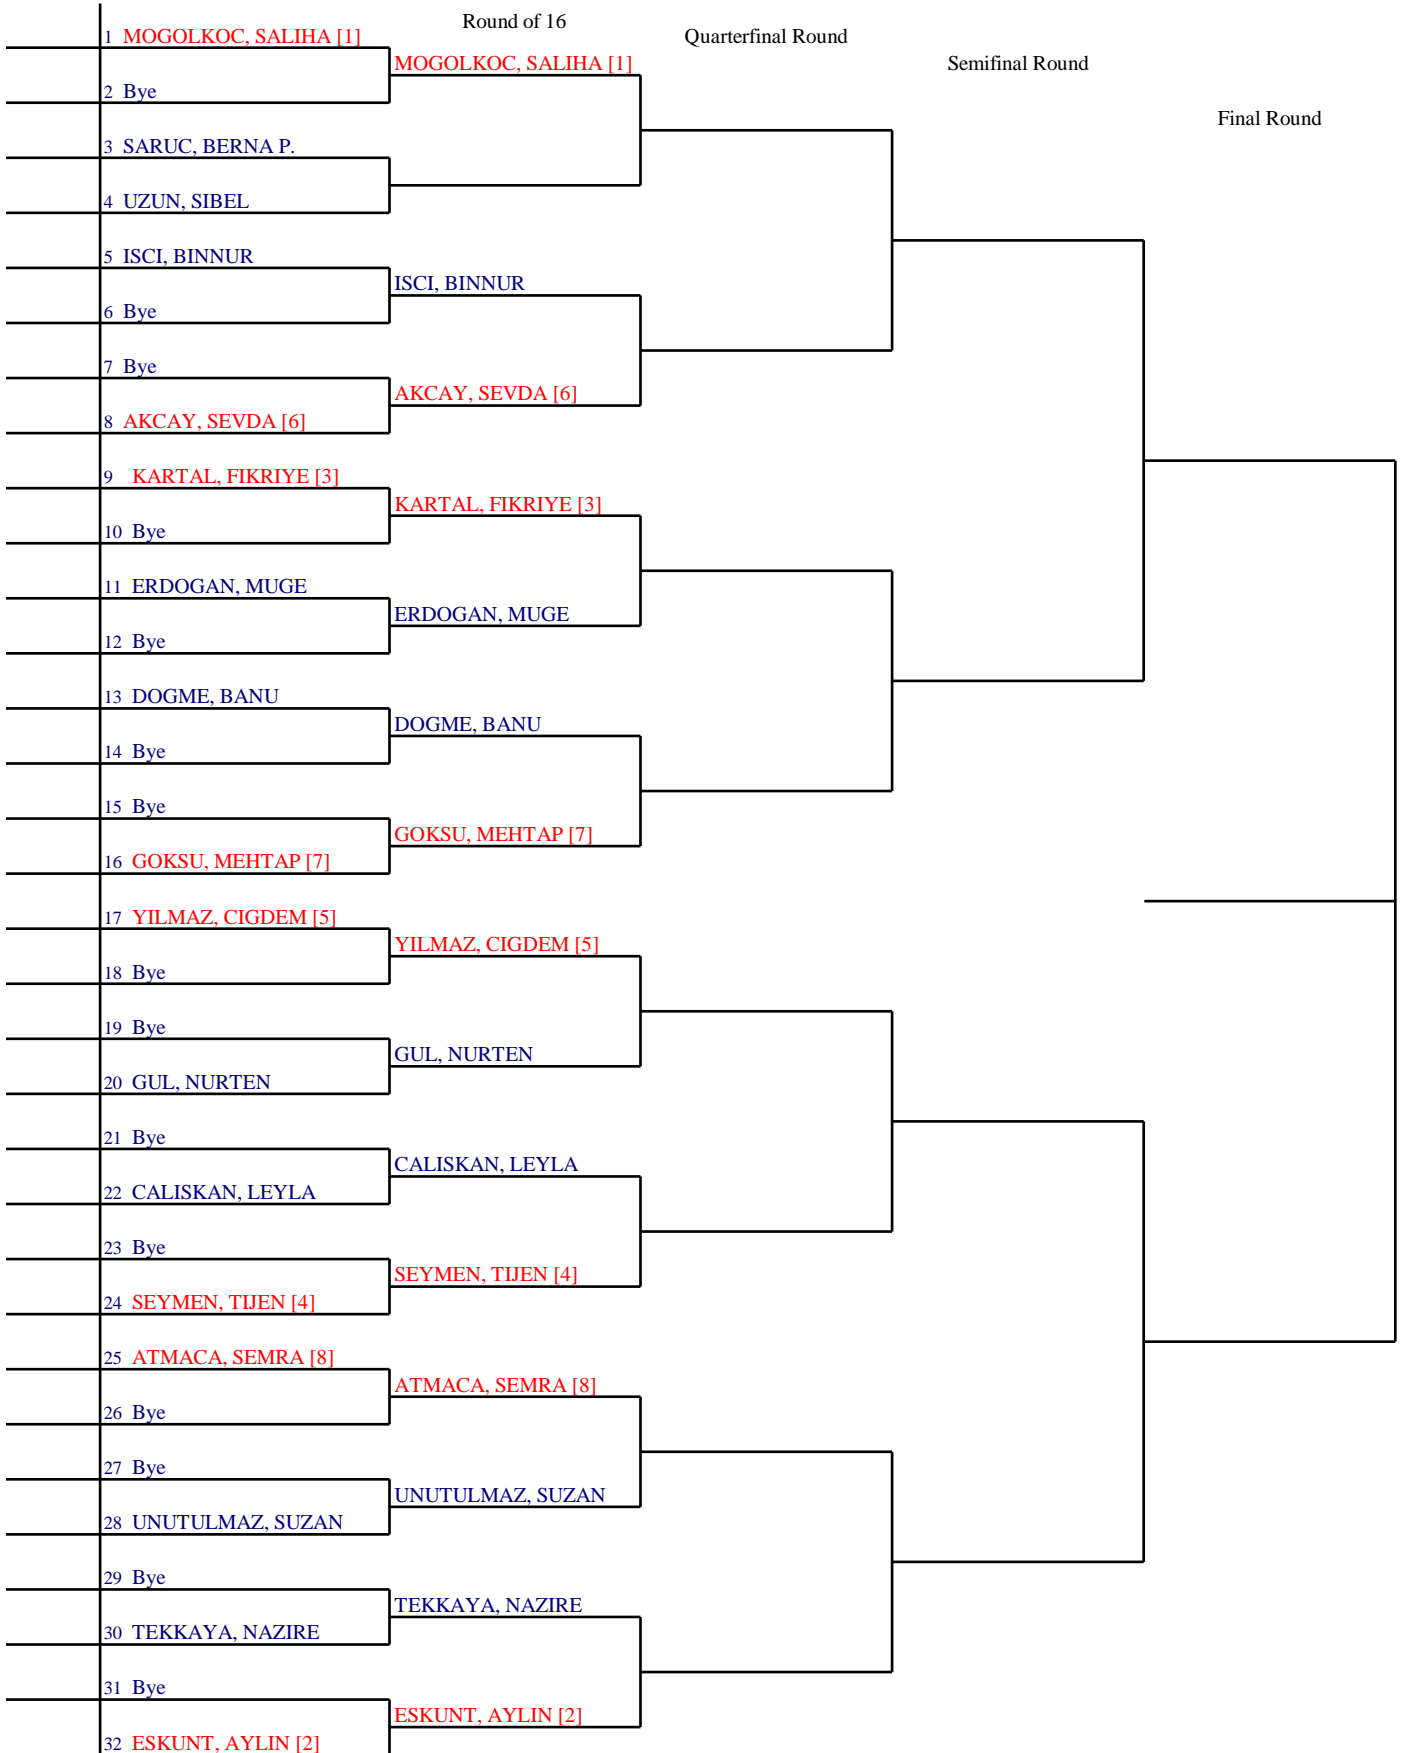 Round of 16
Quarterfinal Round
Semifinal Round
Final Round
1 MOGOLKOC, SALIHA [1]
MOGOLKOC, SALIHA [1]
2 Bye
3 SARUC, BERNA P.
4 UZUN, SIBEL
5 ISCI, BINNUR
ISCI, BINNUR
6 Bye
7 Bye
AKCAY, SEVDA [6]
8 AKCAY, SEVDA [6]
9 KARTAL, FIKRIYE [3]
KARTAL, FIKRIYE [3]
10 Bye
11 ERDOGAN, MUGE
ERDOGAN, MUGE
12 Bye
13 DOGME, BANU
DOGME, BANU
14 Bye
15 Bye
GOKSU, MEHTAP [7]
16 GOKSU, MEHTAP [7]
17 YILMAZ, CIGDEM [5]
YILMAZ, CIGDEM [5]
18 Bye
19 Bye
GUL, NURTEN
20 GUL, NURTEN
21 Bye
CALISKAN, LEYLA
22 CALISKAN, LEYLA
23 Bye
SEYMEN, TIJEN [4]
24 SEYMEN, TIJEN [4]
25 ATMACA, SEMRA [8]
ATMACA, SEMRA [8]
26 Bye
27 Bye
UNUTULMAZ, SUZAN
28 UNUTULMAZ, SUZAN
29 Bye
TEKKAYA, NAZIRE
30 TEKKAYA, NAZIRE
31 Bye
ESKUNT, AYLIN [2]
32 ESKUNT, AYLIN [2]